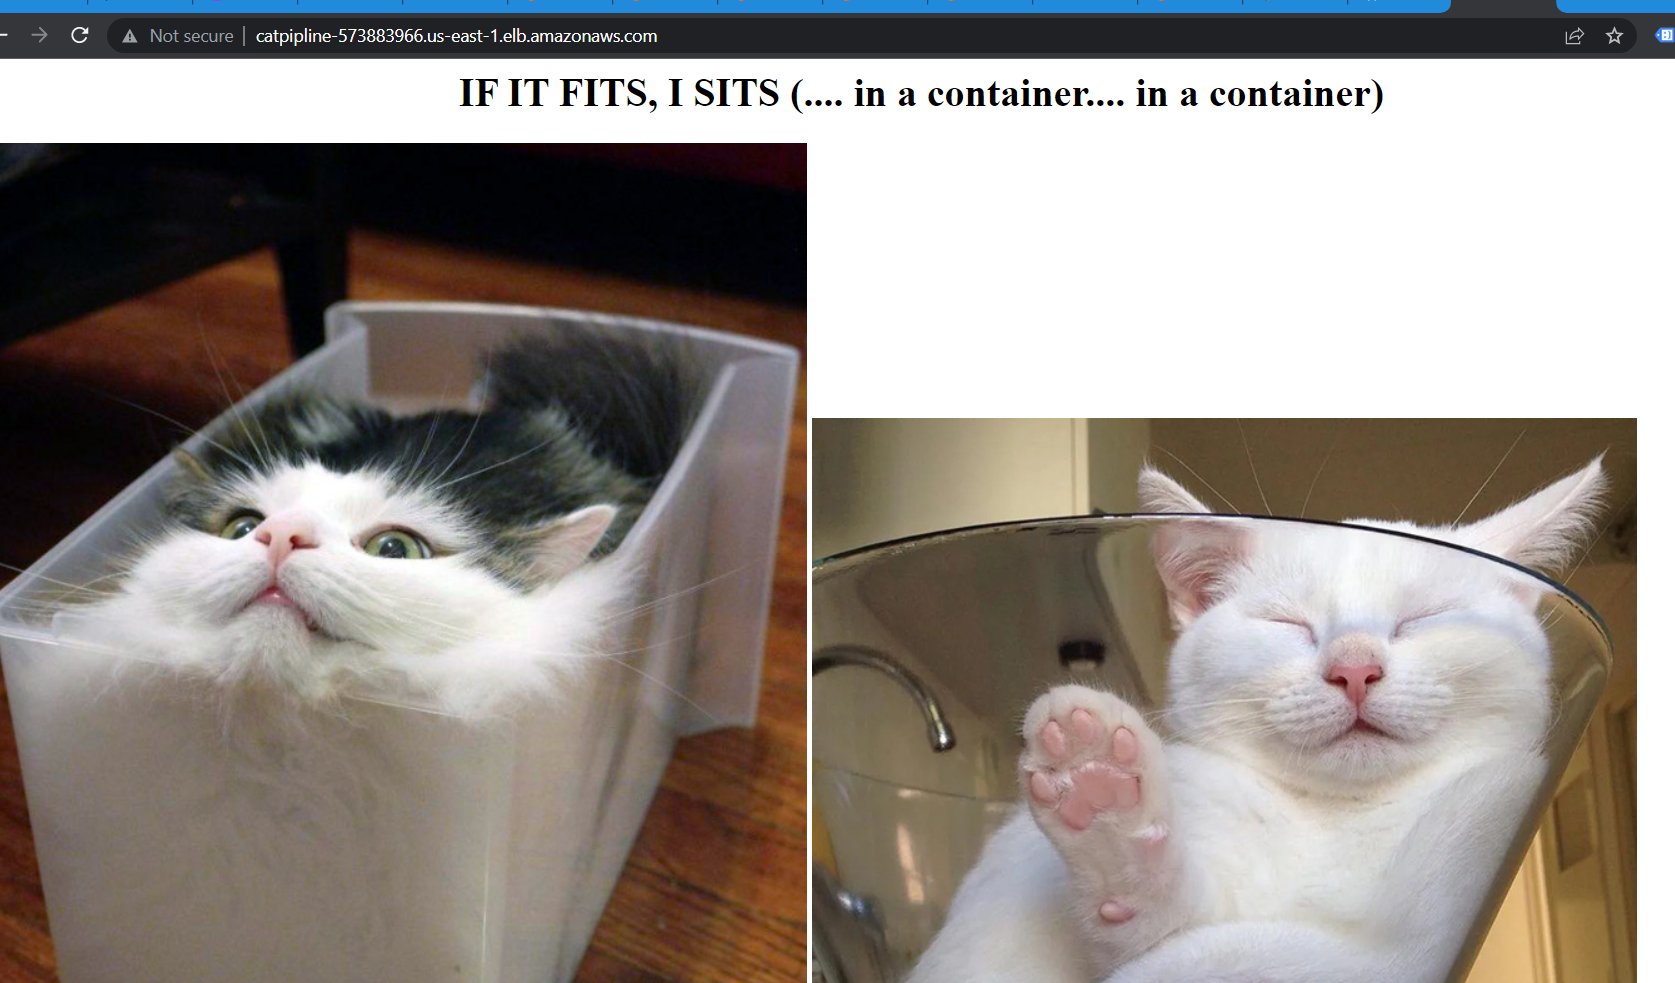 Not secure
catpipline-573883966.us-east-1.elb.amazonaws.com
IF IT FITS, I SITS (.... in a container.... in a container)